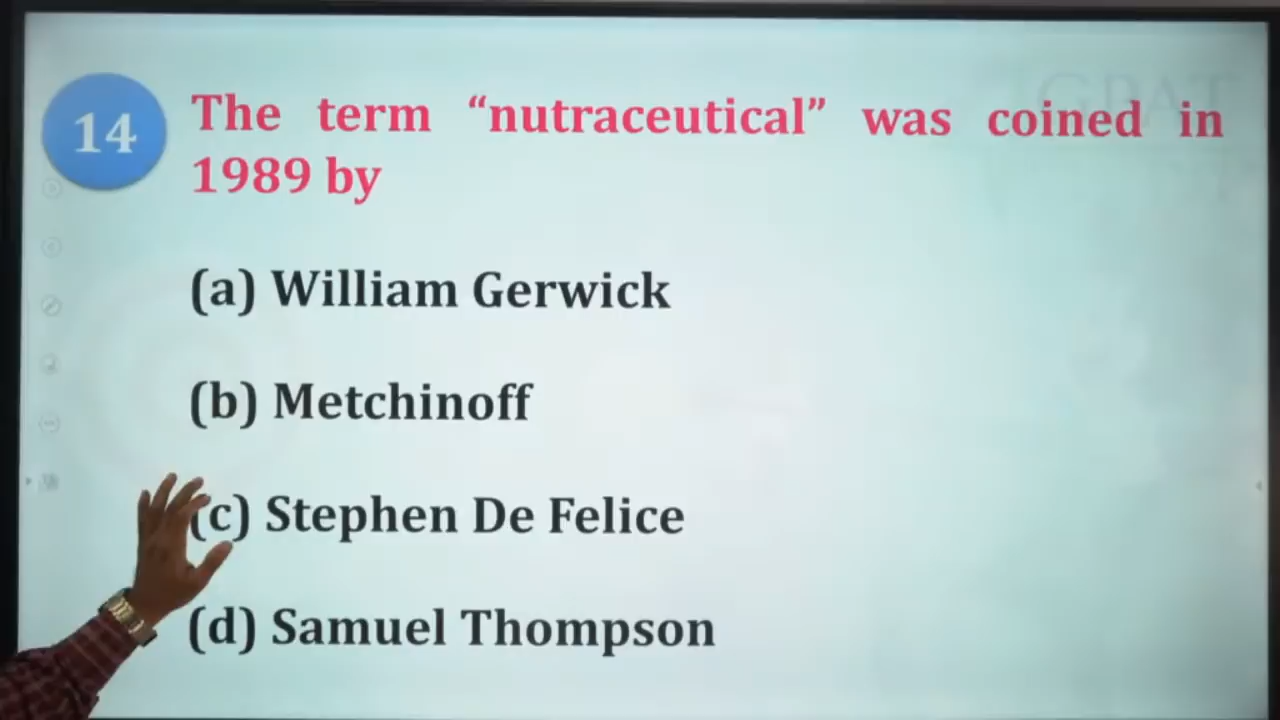 14
The term “nutraceutical” was coined in
1989 by
(a) William Gerwick
(b) Metchinoff
(c) Stephen De Felice
(d) Samuel Thompson